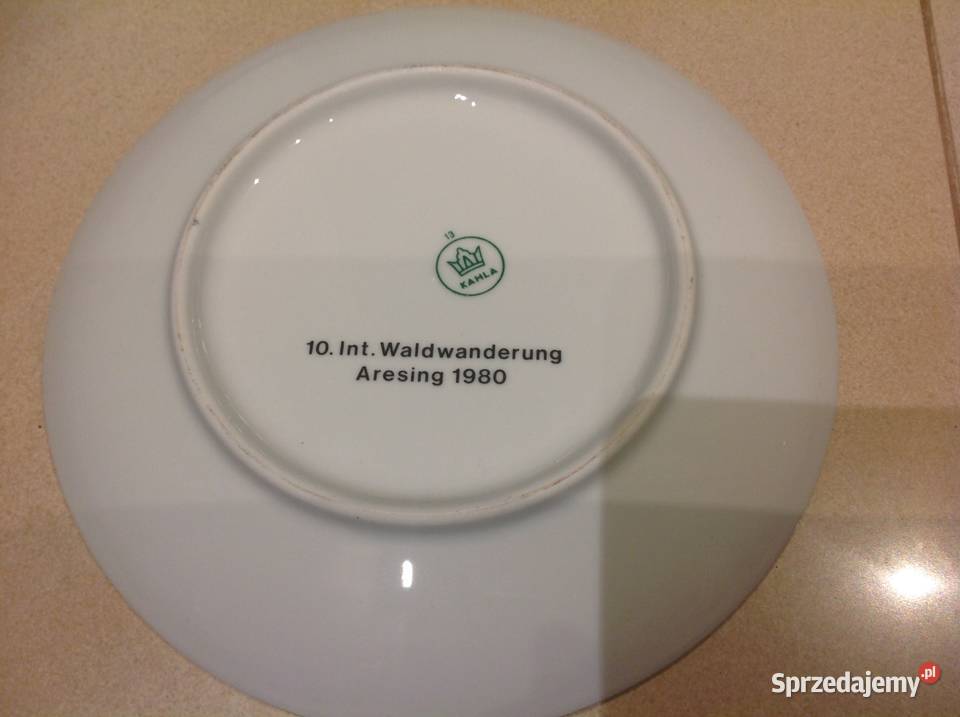 13
KAHLA
10. Int. Waldwanderung
Aresing 1980
Sprzedajemy.pl